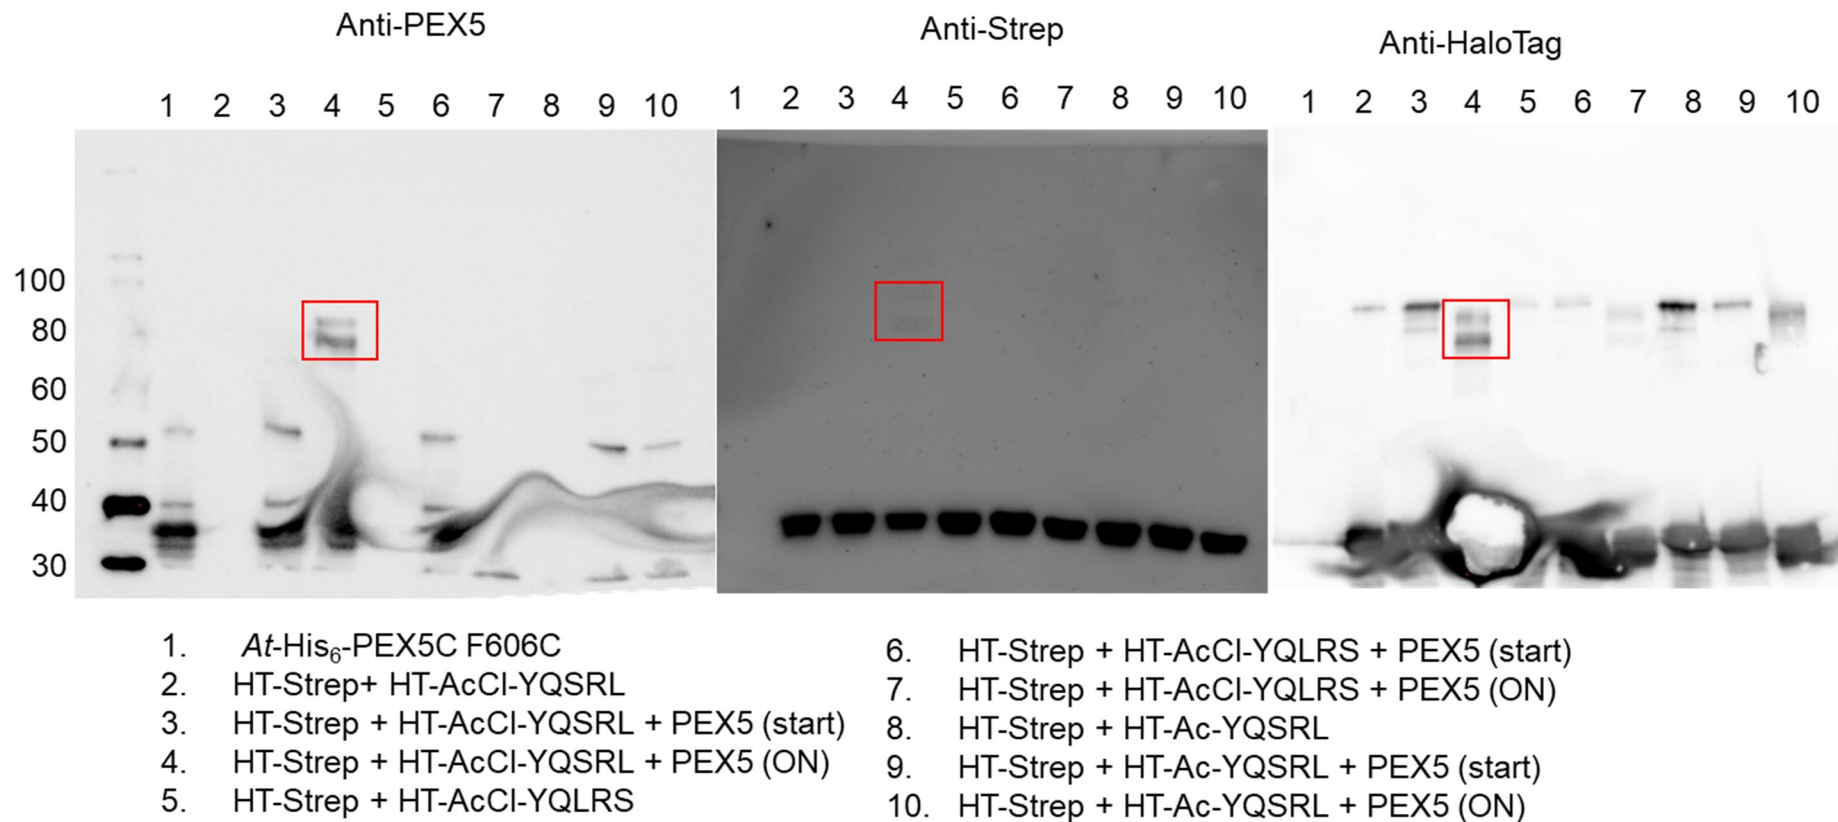 Anti-PEX5
Anti-Strep
Anti-HaloTag
1 2 3 4 5 6 7 8 9 10
1 2 3 4 5 6 7 8 9 10
1 2 3 4 5 6 7 8 9 10
100
80
60
50
40
30
1. At-His₆-PEX5C F606C
2. HT-Strep+ HT-AcCl-YQSRL
3. HT-Strep + HT-AcCl-YQSRL + PEX5 (start)
4. HT-Strep + HT-AcCl-YQSRL + PEX5 (ON)
5. HT-Strep + HT-AcCl-YQLRS
6. HT-Strep + HT-AcCl-YQLRS + PEX5 (start)
7. HT-Strep + HT-AcCl-YQLRS + PEX5 (ON)
8. HT-Strep + HT-Ac-YQSRL
9. HT-Strep + HT-Ac-YQSRL + PEX5 (start)
10. HT-Strep + HT-Ac-YQSRL + PEX5 (ON)